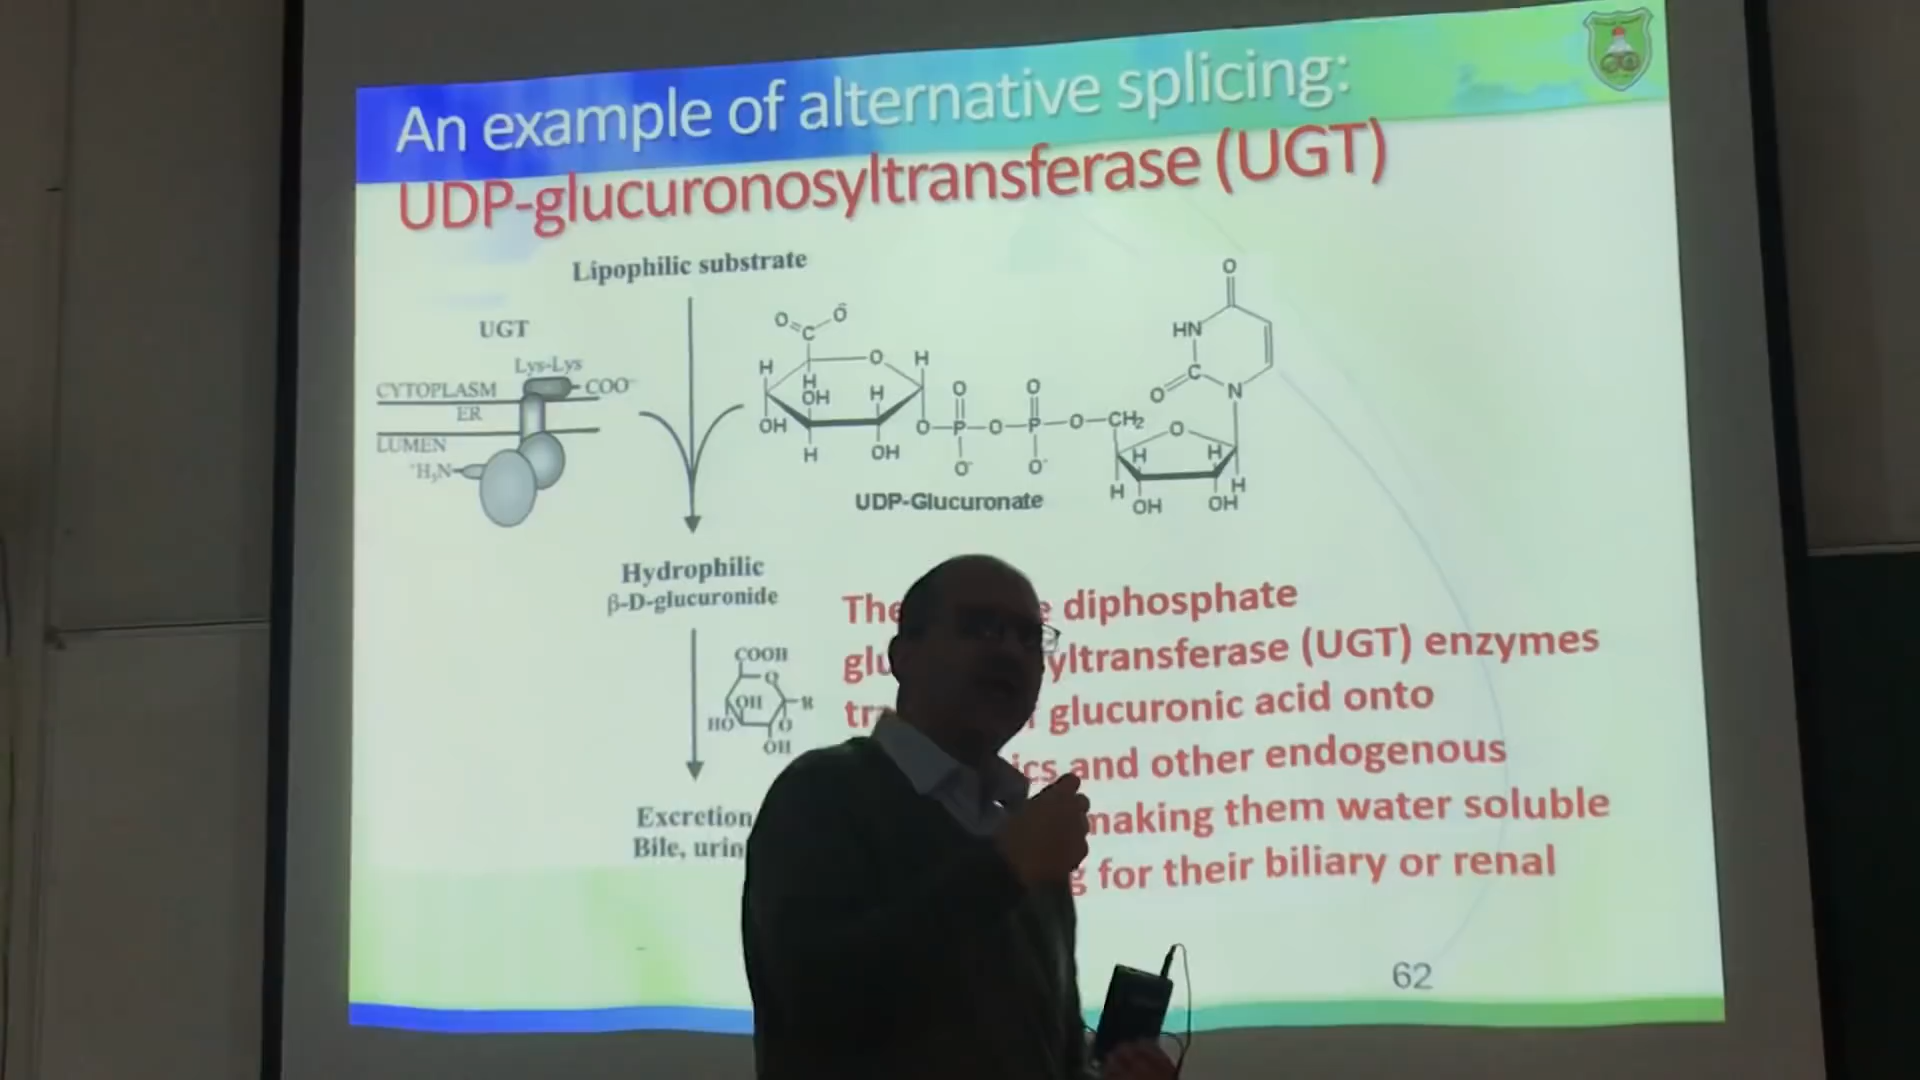 An example of alternative splicing:
UDP-glucuronosyltransferase (UGT)
Lipophilic substrate
UGT
Lys-Lys
CYTOPLASM
COO⁻
ER
LUMEN
⁺H₃N
O
C
O
H
O
H
H
OH
H
OH
H
OH
O
P
O
P
O
CH₂
O
O
O⁻
O⁻
UDP-Glucuronate
O
HN
C
O
N
O
H
H
H
H
OH
OH
Hydrophilic
β-D-glucuronide
COOH
O
OH
R
HO
O
OH
Excretion
Bile,
The diphosphate
yltransferase (UGT) enzymes
glucuronic acid onto
and other endogenous
making them water soluble
for their biliary or renal
62